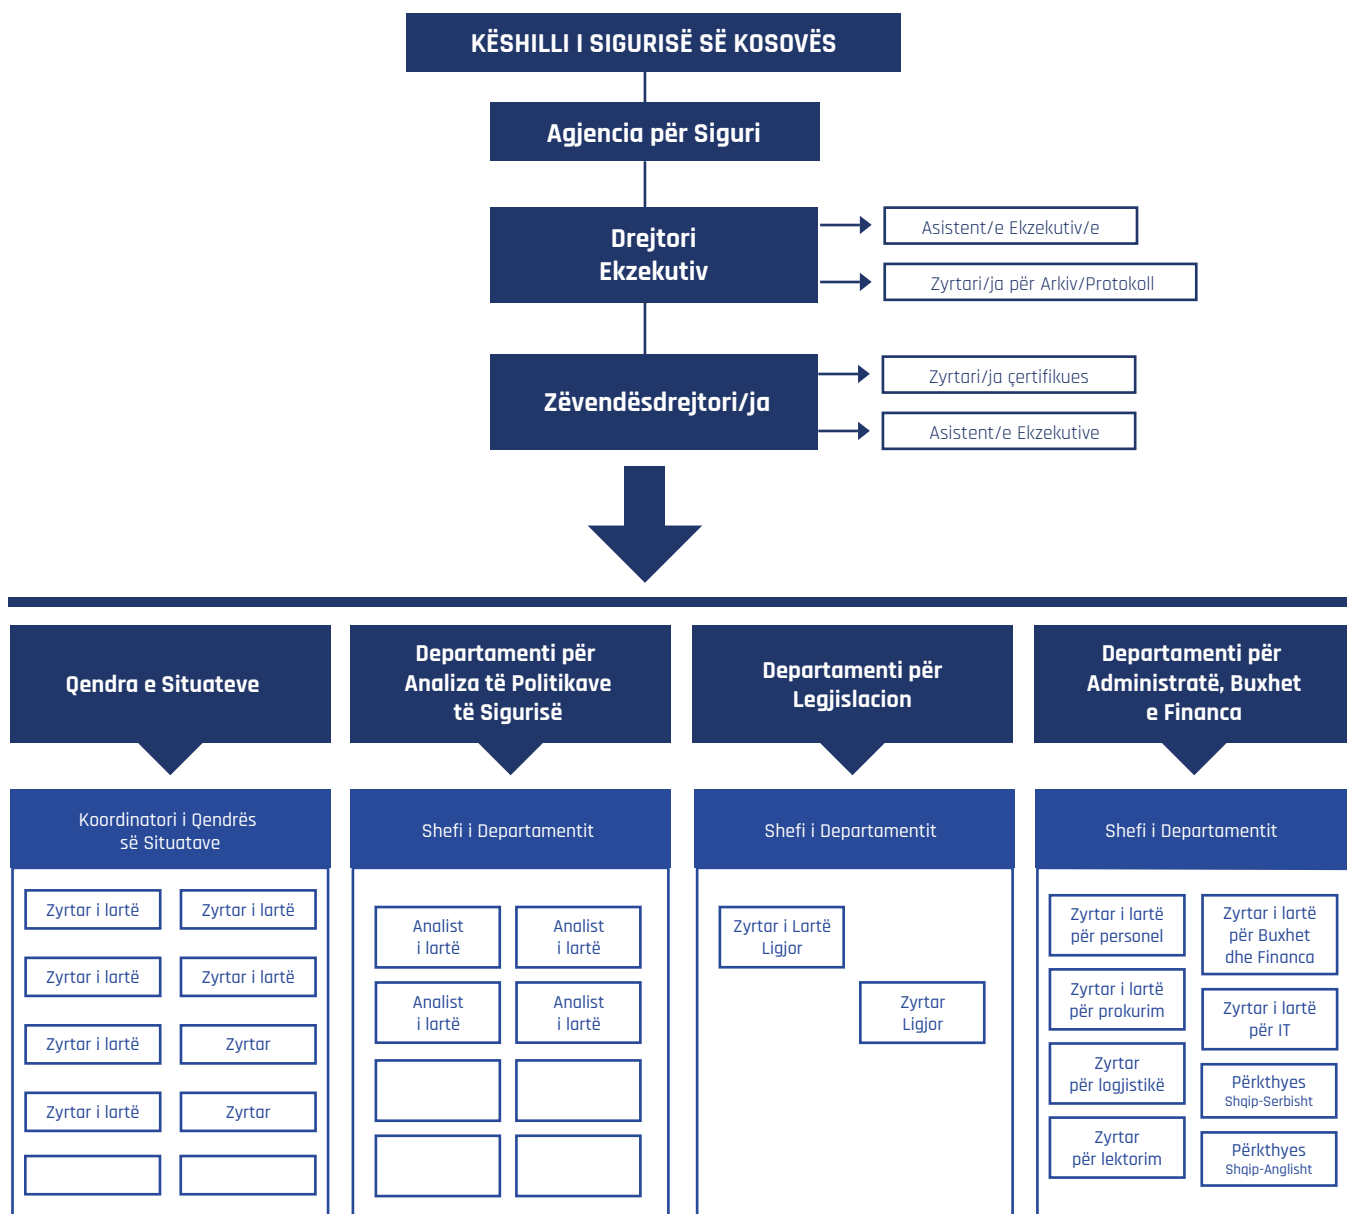 KËSHILLI I SIGURISË SË KOSOVËS
Agjencia për Siguri
Drejtori
Ekzekutiv
Asistent/e Ekzekutiv/e
Zyrtari/ja për Arkiv/Protokoll
Zëvendësdrejtori/ja
Zyrtari/ja çertifikues
Asistent/e Ekzekutive
Qendra e Situateve
Koordinatori i Qendrës
së Situatave
Zyrtar i lartë
Zyrtar i lartë
Zyrtar i lartë
Zyrtar i lartë
Zyrtar i lartë
Zyrtar
Zyrtar i lartë
Zyrtar
Departamenti për
Analiza të Politikave
të Sigurisë
Shefi i Departamentit
Analist
i lartë
Analist
i lartë
Analist
i lartë
Analist
i lartë
Departamenti për
Legjislacion
Shefi i Departamentit
Zyrtar i Lartë
Ligjor
Zyrtar
Ligjor
Departamenti për
Administratë, Buxhet
e Financa
Shefi i Departamentit
Zyrtar i lartë
për personel
Zyrtar i lartë
për Buxhet
dhe Financa
Zyrtar i lartë
për prokurim
Zyrtar i lartë
për IT
Zyrtar
për logjistikë
Përkthyes
Shqip-Serbisht
Zyrtar
për lektorim
Përkthyes
Shqip-Anglisht